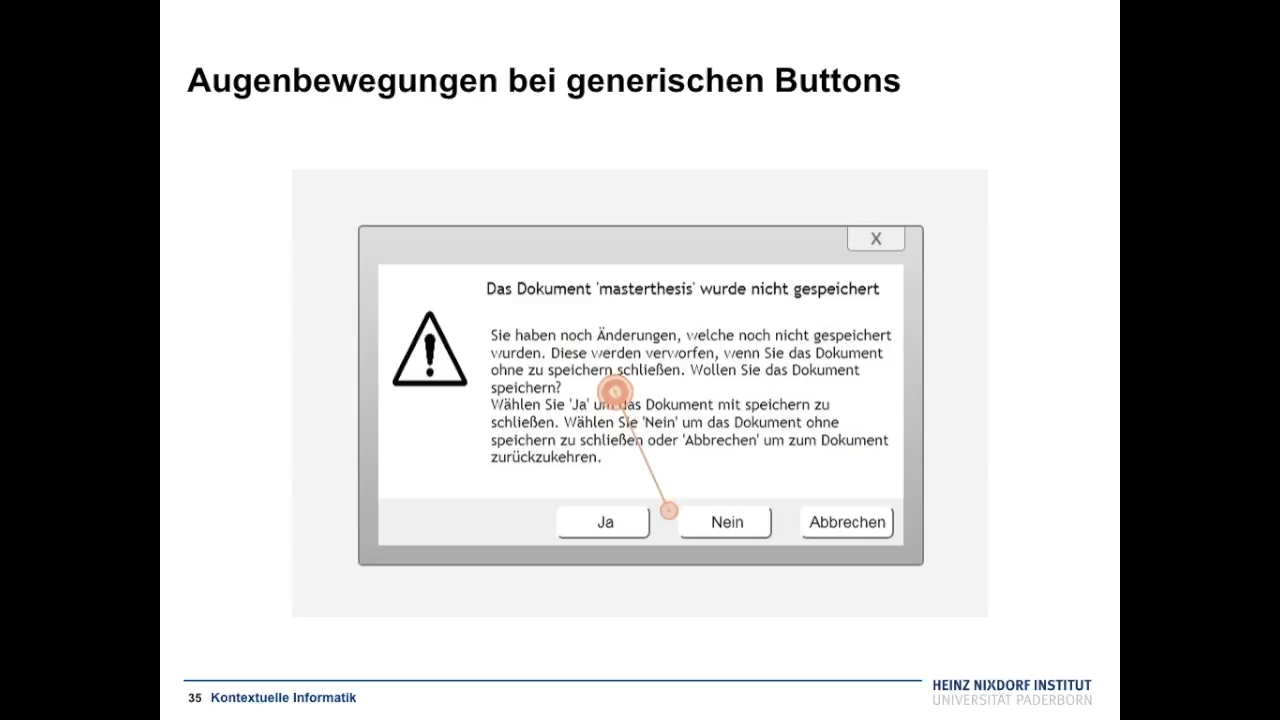 Augenbewegungen bei generischen Buttons
X
Das Dokument 'masterthesis' wurde nicht gespeichert
Sie haben noch Änderungen, welche noch nicht gespeichert
wurden. Diese werden verworfen, wenn Sie das Dokument
ohne zu speichern schließen. Wollen Sie das Dokument
speichern?
Wählen Sie 'Ja' um das Dokument mit speichern zu
schließen. Wählen Sie 'Nein' um das Dokument ohne
speichern zu schließen oder 'Abbrechen' um zum Dokument
zurückzukehren.
Ja Nein Abbrechen
35 Kontextuelle Informatik
HEINZ NIXDORF INSTITUT
UNIVERSITÄT PADERBORN